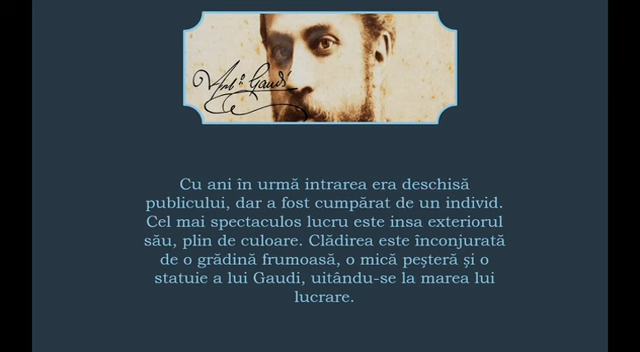 Ant⁰ Gaudí
Cu ani în urmă intrarea era deschisă
publicului, dar a fost cumpărat de un individ.
Cel mai spectaculos lucru este insa exteriorul
său, plin de culoare. Clădirea este înconjurată
de o grădină frumoasă, o mică peșteră și o
statuie a lui Gaudi, uitându-se la marea lui
lucrare.